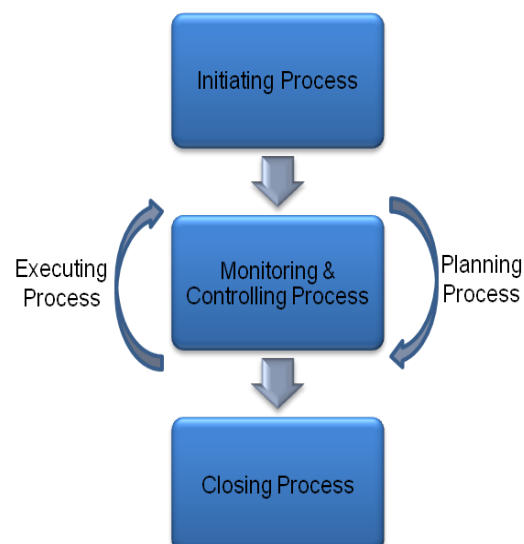 Initiating Process
Executing
Process
Monitoring &
Controlling Process
Planning
Process
Closing Process